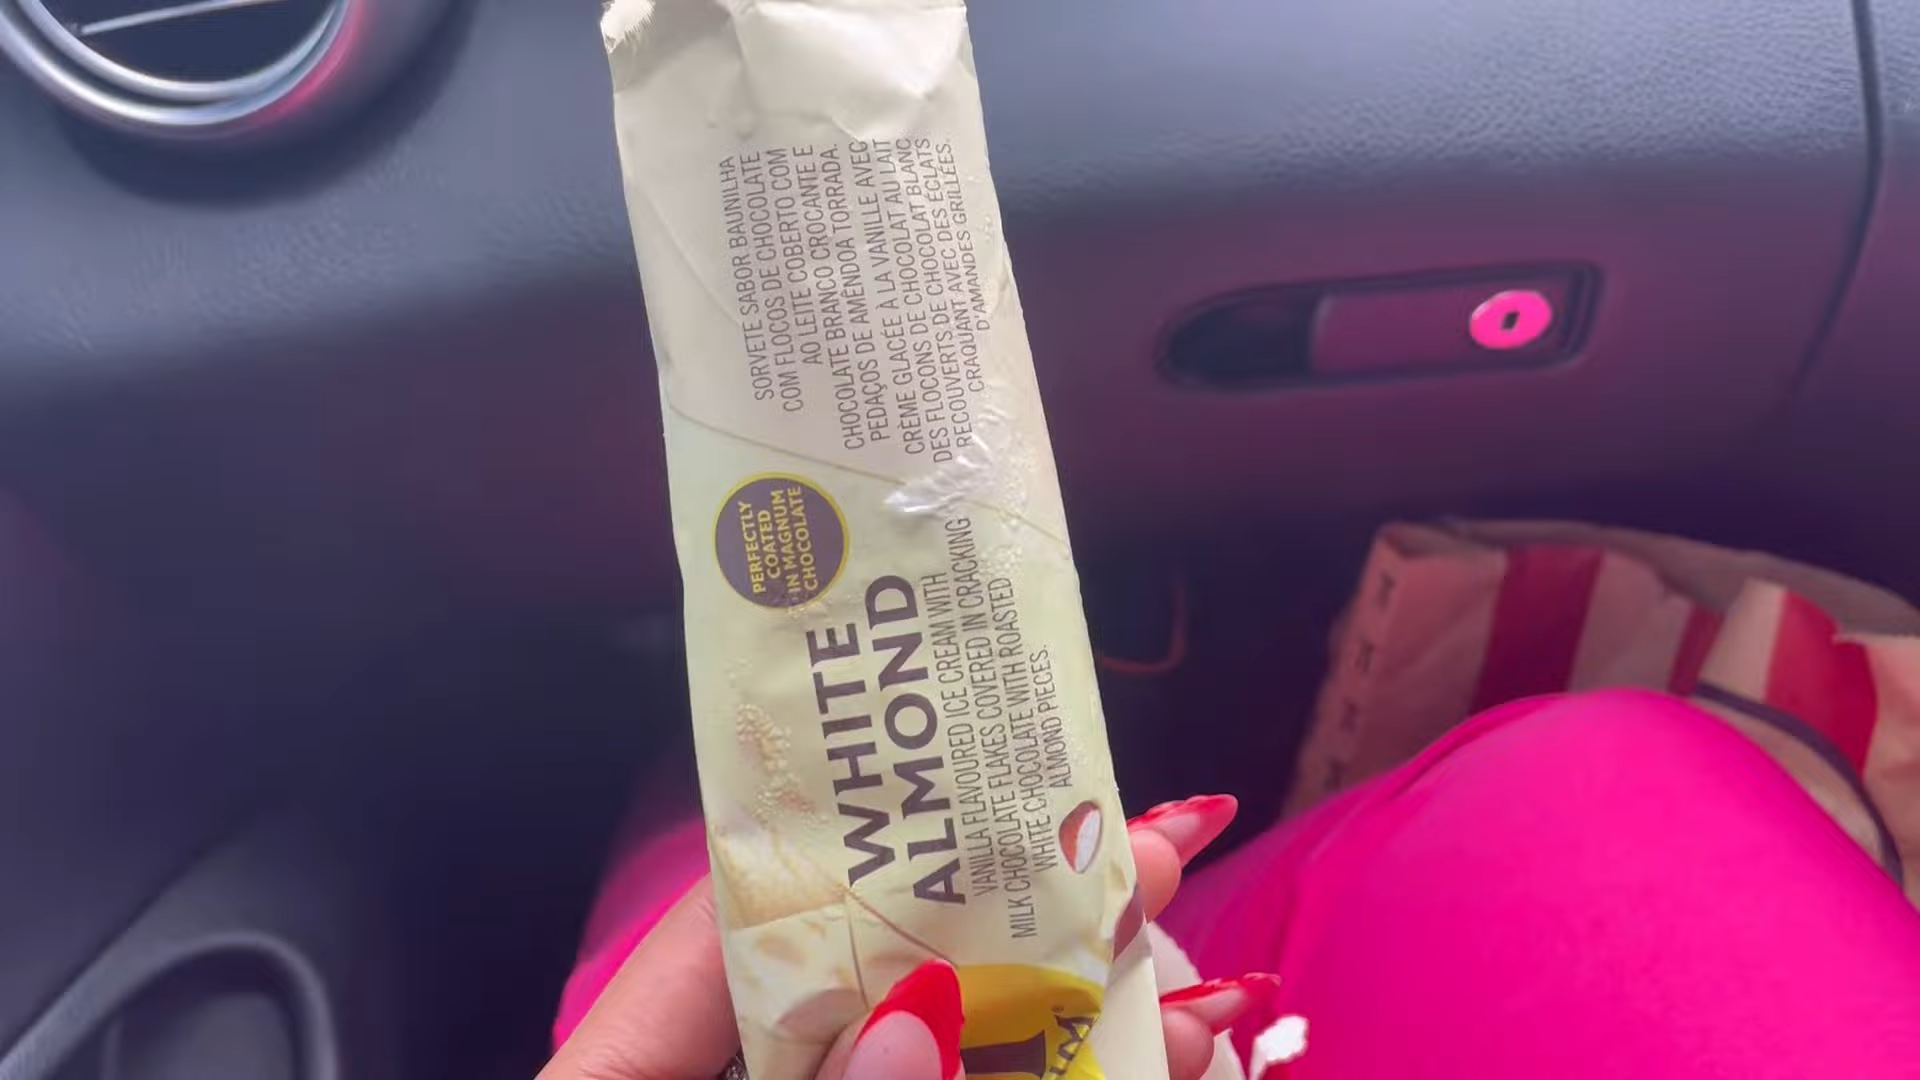 SORVETE SABOR BAUNILHA
COM FLOCOS DE CHOCOLATE
AO LEITE COBERTO COM
CHOCOLATE BRANCO CROCANTE E
PEDAÇOS DE AMÊNDOA TORRADA.
CRÈME GLACÉE À LA VANILLE AVEC
DES FLOCONS DE CHOCOLAT AU LAIT
RECOUVERTS DE CHOCOLAT BLANC
CRAQUANT AVEC DES ÉCLATS
D'AMANDES GRILLÉES.
PERFECTLY
COATED
IN MAGNUM
CHOCOLATE
WHITE
ALMOND
VANILLA FLAVOURED ICE CREAM WITH
MILK CHOCOLATE FLAKES COVERED IN CRACKING
WHITE CHOCOLATE WITH ROASTED
ALMOND PIECES.